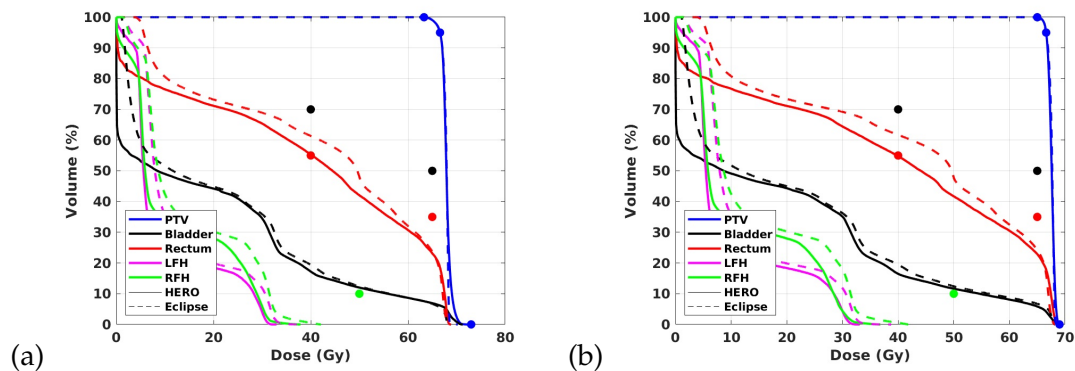 100
90
80
70
60
50
40
30
20
10
0
Volume (%)
PTV
Bladder
Rectum
LFH
RFH
HERO
Eclipse
0 20 40 60 80
Dose (Gy)
(a)
100
90
80
70
60
50
40
30
20
10
0
Volume (%)
PTV
Bladder
Rectum
LFH
RFH
HERO
Eclipse
0 10 20 30 40 50 60 70
Dose (Gy)
(b)